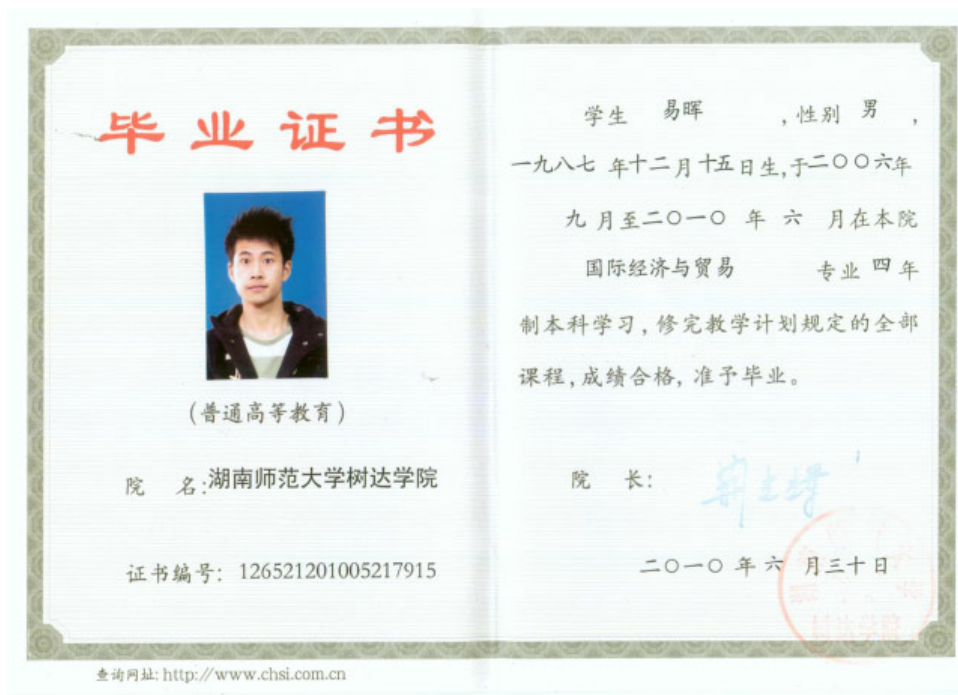 毕业证书
(普通高等教育)
院 名:湖南师范大学树达学院
证书编号: 126521201005217915
学生 易晖 ,性别 男 ,
一九八七 年十二月十五日生,于二〇〇六年
九 月至二〇一〇 年 六 月在本院
国际经济与贸易 专业 四 年
制本科学习,修完教学计划规定的全部
课程,成绩合格,准予毕业。
院 长:
二〇一〇 年 六 月三十日
查询网址: http://www.chsi.com.cn